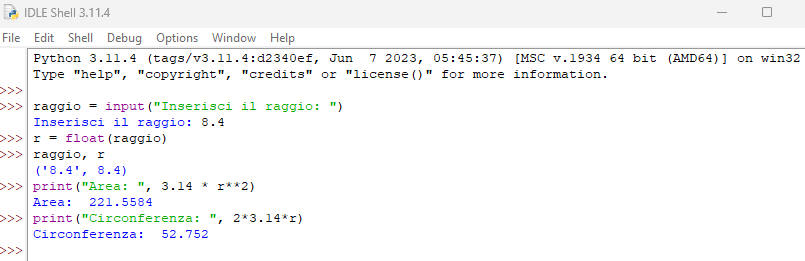 IDLE Shell 3.11.4
File Edit Shell Debug Options Window Help
Python 3.11.4 (tags/v3.11.4:d2340ef, Jun  7 2023, 05:45:37) [MSC v.1934 64 bit (AMD64)] on win32
Type "help", "copyright", "credits" or "license()" for more information.
>>>
>>> raggio = input("Inserisci il raggio: ")
Inserisci il raggio: 8.4
>>> r = float(raggio)
>>> raggio, r
('8.4', 8.4)
>>> print("Area: ", 3.14 * r**2)
Area:  221.5584
>>> print("Circonferenza: ", 2*3.14*r)
Circonferenza:  52.752
>>>